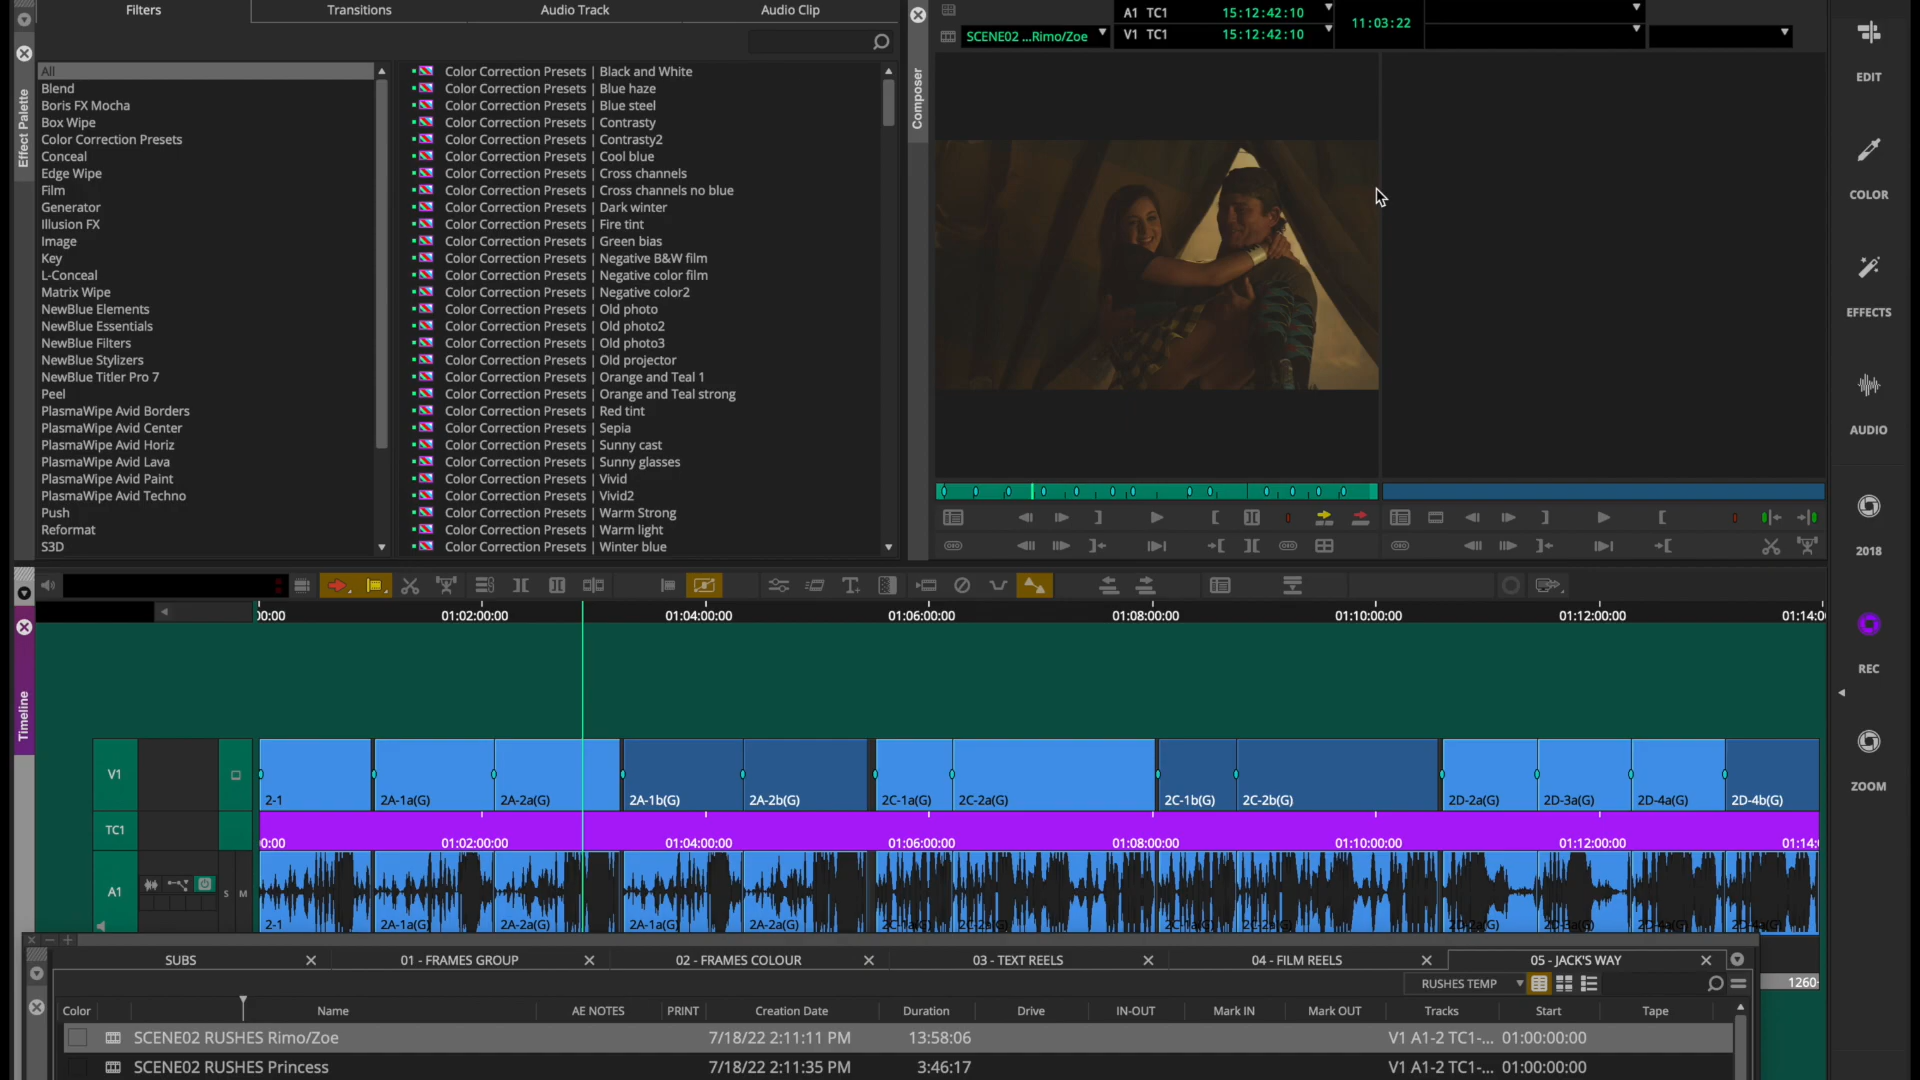 Filters Transitions Audio Track Audio Clip
Effect Palette
All
Blend
Boris FX Mocha
Box Wipe
Color Correction Presets
Conceal
Edge Wipe
Film
Generator
Illusion FX
Image
Key
L-Conceal
Matrix Wipe
NewBlue Elements
NewBlue Essentials
NewBlue Filters
NewBlue Stylizers
NewBlue Titler Pro 7
Peel
PlasmaWipe Avid Borders
PlasmaWipe Avid Center
PlasmaWipe Avid Horiz
PlasmaWipe Avid Lava
PlasmaWipe Avid Paint
PlasmaWipe Avid Techno
Push
Reformat
S3D
Color Correction Presets | Black and White
Color Correction Presets | Blue haze
Color Correction Presets | Blue steel
Color Correction Presets | Contrasty
Color Correction Presets | Contrasty2
Color Correction Presets | Cool blue
Color Correction Presets | Cross channels
Color Correction Presets | Cross channels no blue
Color Correction Presets | Dark winter
Color Correction Presets | Fire tint
Color Correction Presets | Green bias
Color Correction Presets | Negative B&W film
Color Correction Presets | Negative color film
Color Correction Presets | Negative color2
Color Correction Presets | Old photo
Color Correction Presets | Old photo2
Color Correction Presets | Old photo3
Color Correction Presets | Old projector
Color Correction Presets | Orange and Teal 1
Color Correction Presets | Orange and Teal strong
Color Correction Presets | Red tint
Color Correction Presets | Sepia
Color Correction Presets | Sunny cast
Color Correction Presets | Sunny glasses
Color Correction Presets | Vivid
Color Correction Presets | Vivid2
Color Correction Presets | Warm Strong
Color Correction Presets | Warm light
Color Correction Presets | Winter blue
Composer
SCENE02 ...Rimo/Zoe
A1 TC1 15:12:42:10
V1 TC1 15:12:42:10
11:03:22
EDIT
COLOR
EFFECTS
AUDIO
2018
REC
ZOOM
Timeline
00:00 01:02:00:00 01:04:00:00 01:06:00:00 01:08:00:00 01:10:00:00 01:12:00:00 01:14:0
V1 2-1 2A-1a(G) 2A-2a(G) 2A-1b(G) 2A-2b(G) 2C-1a(G) 2C-2a(G) 2C-1b(G) 2C-2b(G) 2D-2a(G) 2D-3a(G) 2D-4a(G) 2D-4b(G)
TC1 0:00 01:02:00:00 01:04:00:00 01:06:00:00 01:08:00:00 01:10:00:00 01:12:00:00 01:14:
A1 S M 2-1 2A-1a(G) 2A-2a(G) 2A-1a(G) 2A-2a(G) 2C-1a(G) 2C-2a(G) 2C-1a(G) 2C-2a(G) 2D-2a(G) 2D-3a(G) 2D-4a(G) 2D-4a(G)
SUBS 01 - FRAMES GROUP 02 - FRAMES COLOUR 03 - TEXT REELS 04 - FILM REELS 05 - JACK'S WAY
RUSHES TEMP 1260
Color Name AE NOTES PRINT Creation Date Duration Drive IN-OUT Mark IN Mark OUT Tracks Start Tape
SCENE02 RUSHES Rimo/Zoe 7/18/22 2:11:11 PM 13:58:06 V1 A1-2 TC1-... 01:00:00:00
SCENE02 RUSHES Princess 7/18/22 2:11:35 PM 3:46:17 V1 A1-2 TC1-... 01:00:00:00